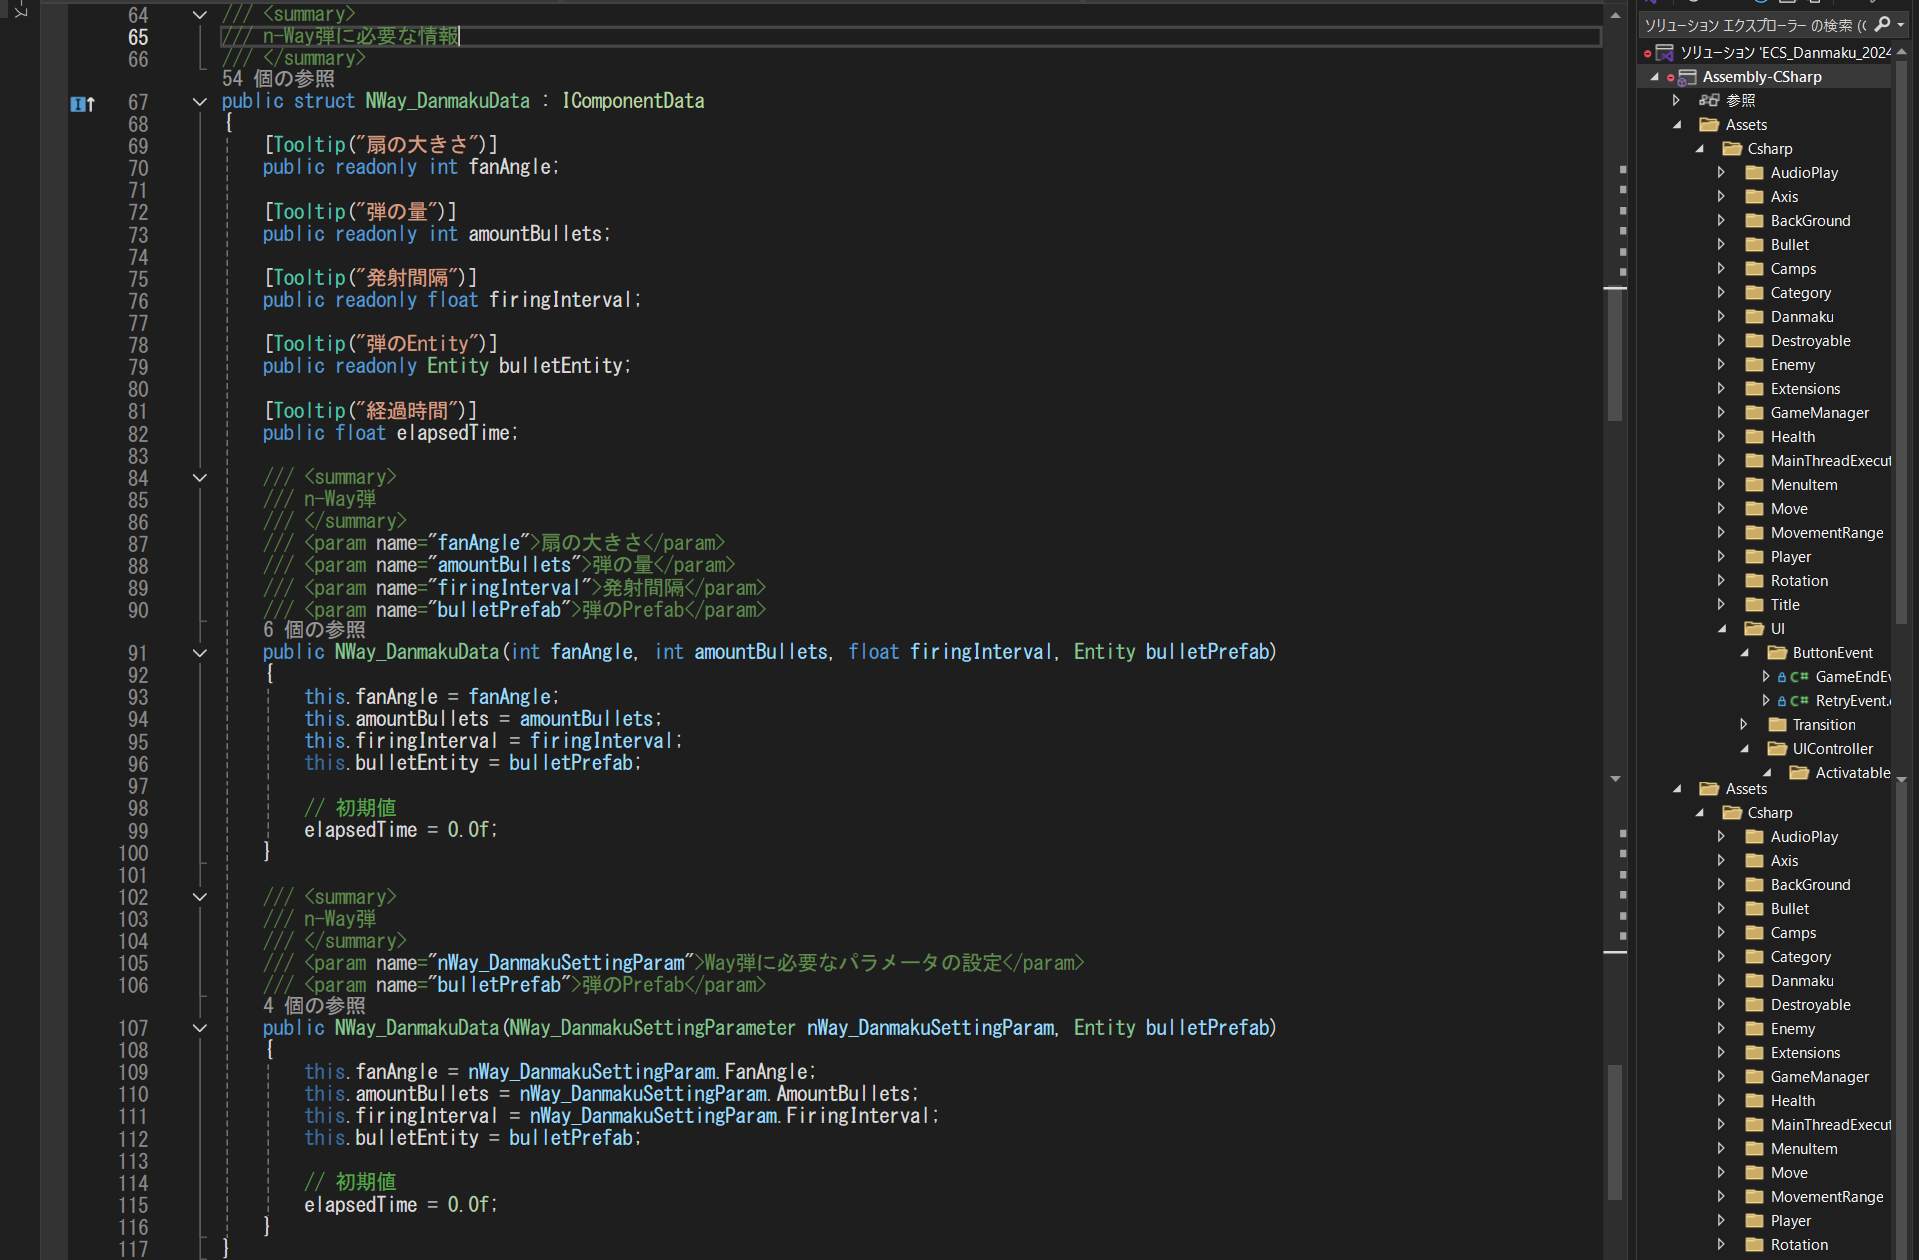 64 /// <summary>
65 /// n-Way弾に必要な情報
66 /// </summary>
54 個の参照
67 public struct NWay_DanmakuData : IComponentData
68 {
69 [Tooltip("扇の大きさ")]
70 public readonly int fanAngle;
71
72 [Tooltip("弾の量")]
73 public readonly int amountBullets;
74
75 [Tooltip("発射間隔")]
76 public readonly float firingInterval;
77
78 [Tooltip("弾のEntity")]
79 public readonly Entity bulletEntity;
80
81 [Tooltip("経過時間")]
82 public float elapsedTime;
83
84 /// <summary>
85 /// n-Way弾
86 /// </summary>
87 /// <param name="fanAngle">扇の大きさ</param>
88 /// <param name="amountBullets">弾の量</param>
89 /// <param name="firingInterval">発射間隔</param>
90 /// <param name="bulletPrefab">弾のPrefab</param>
6 個の参照
91 public NWay_DanmakuData(int fanAngle, int amountBullets, float firingInterval, Entity bulletPrefab)
92 {
93 this.fanAngle = fanAngle;
94 this.amountBullets = amountBullets;
95 this.firingInterval = firingInterval;
96 this.bulletEntity = bulletPrefab;
97
98 // 初期値
99 elapsedTime = 0.0f;
100 }
101
102 /// <summary>
103 /// n-Way弾
104 /// </summary>
105 /// <param name="nWay_DanmakuSettingParam">Way弾に必要なパラメータの設定</param>
106 /// <param name="bulletPrefab">弾のPrefab</param>
4 個の参照
107 public NWay_DanmakuData(NWay_DanmakuSettingParameter nWay_DanmakuSettingParam, Entity bulletPrefab)
108 {
109 this.fanAngle = nWay_DanmakuSettingParam.FanAngle;
110 this.amountBullets = nWay_DanmakuSettingParam.AmountBullets;
111 this.firingInterval = nWay_DanmakuSettingParam.FiringInterval;
112 this.bulletEntity = bulletPrefab;
113
114 // 初期値
115 elapsedTime = 0.0f;
116 }
117 }
ソリューション エクスプローラー の検索 (C
ソリューション 'ECS_Danmaku_2024
Assembly-CSharp
参照
Assets
Csharp
AudioPlay
Axis
BackGround
Bullet
Camps
Category
Danmaku
Destroyable
Enemy
Extensions
GameManager
Health
MainThreadExecut
MenuItem
Move
MovementRange
Player
Rotation
Title
UI
ButtonEvent
C# GameEndEv
C# RetryEvent.c
Transition
UIController
Activatable
Assets
Csharp
AudioPlay
Axis
BackGround
Bullet
Camps
Category
Danmaku
Destroyable
Enemy
Extensions
GameManager
Health
MainThreadExecut
MenuItem
Move
MovementRange
Player
Rotation